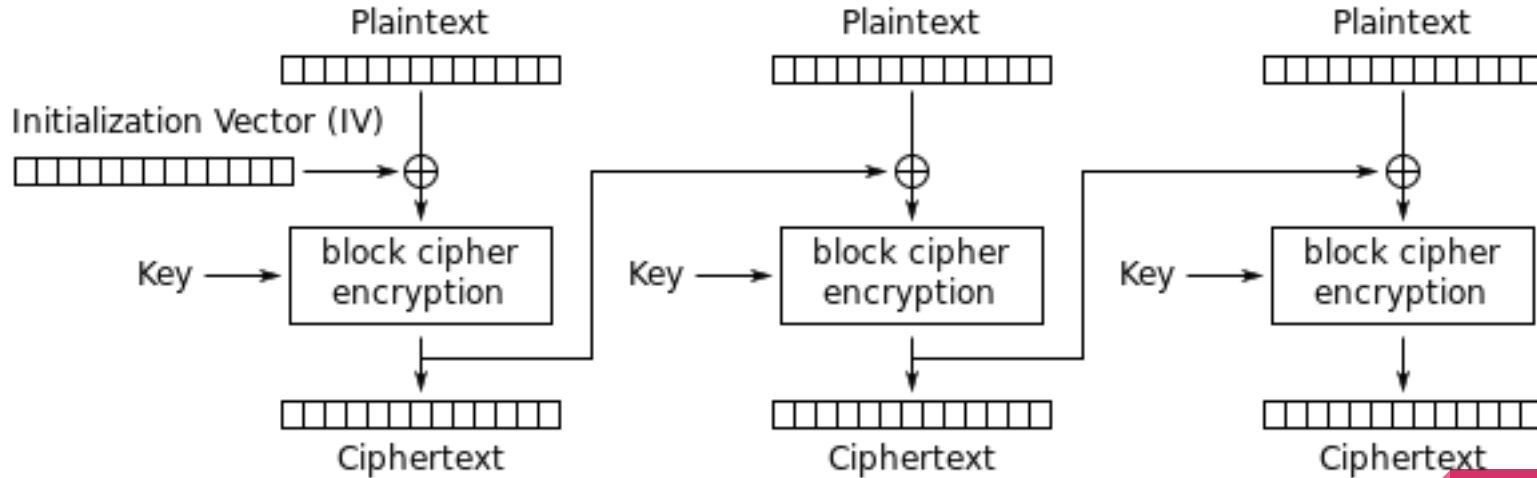 Plaintext
Plaintext
Plaintext
Initialization Vector (IV)
Key
block cipher
encryption
Key
block cipher
encryption
Key
block cipher
encryption
Ciphertext
Ciphertext
Ciphertext